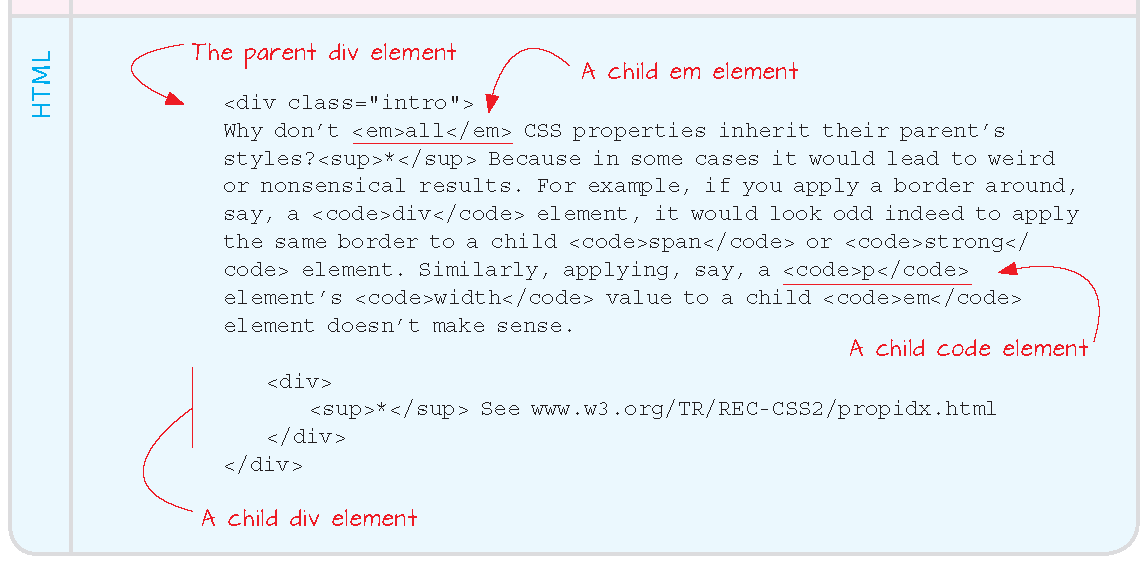 HTML
The parent div element
A child em element
<div class="intro">
Why don't <em>all</em> CSS properties inherit their parent's
styles?<sup>*</sup> Because in some cases it would lead to weird
or nonsensical results. For example, if you apply a border around,
say, a <code>div</code> element, it would look odd indeed to apply
the same border to a child <code>span</code> or <code>strong</
code> element. Similarly, applying, say, a <code>p</code>
element's <code>width</code> value to a child <code>em</code>
element doesn't make sense.
A child code element
<div>
<sup>*</sup> See www.w3.org/TR/REC-CSS2/propidx.html
</div>
</div>
A child div element